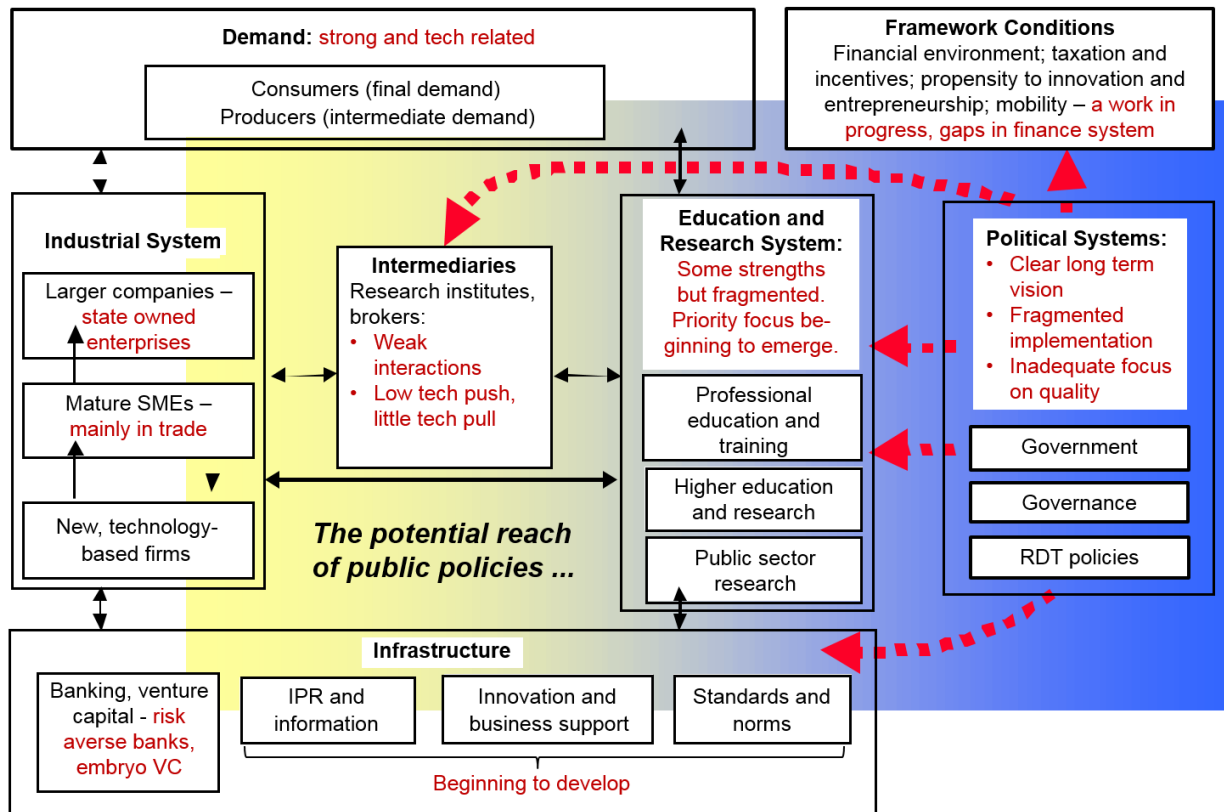 Demand: strong and tech related
Consumers (final demand)
Producers (intermediate demand)
Framework Conditions
Financial environment; taxation and
incentives; propensity to innovation and
entrepreneurship; mobility – a work in
progress, gaps in finance system
Industrial System
Larger companies –
state owned
enterprises
Mature SMEs –
mainly in trade
New, technology-
based firms
Intermediaries
Research institutes,
brokers:
• Weak
interactions
• Low tech push,
little tech pull
Education and
Research System:
Some strengths
but fragmented.
Priority focus be-
ginning to emerge.
Professional
education and
training
Higher education
and research
Public sector
research
Political Systems:
• Clear long term
vision
• Fragmented
implementation
• Inadequate focus
on quality
Government
Governance
RDT policies
The potential reach
of public policies ...
Infrastructure
Banking, venture
capital - risk
averse banks,
embryo VC
IPR and
information
Innovation and
business support
Standards and
norms
Beginning to develop